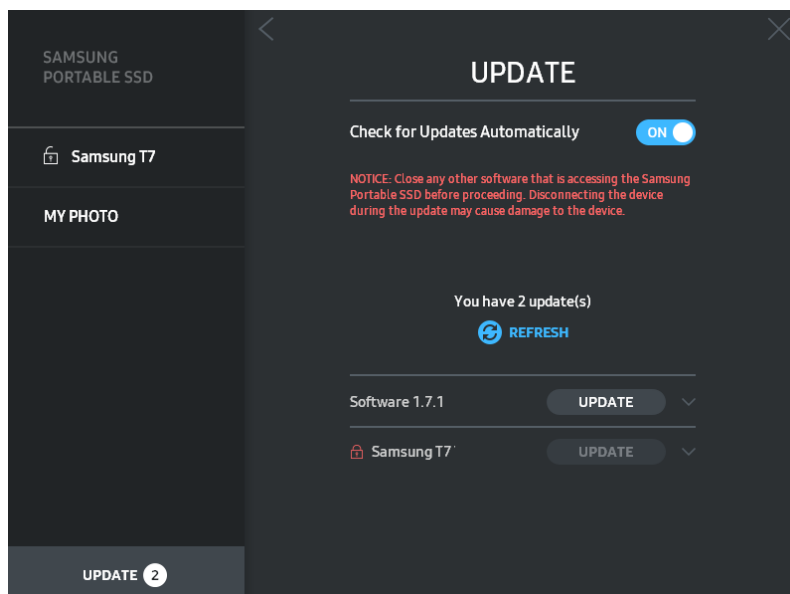 SAMSUNG
PORTABLE SSD
Samsung T7
MY PHOTO
UPDATE 2
UPDATE
Check for Updates Automatically ON
NOTICE: Close any other software that is accessing the Samsung
Portable SSD before proceeding. Disconnecting the device
during the update may cause damage to the device.
You have 2 update(s)
REFRESH
Software 1.7.1 UPDATE
Samsung T7 UPDATE